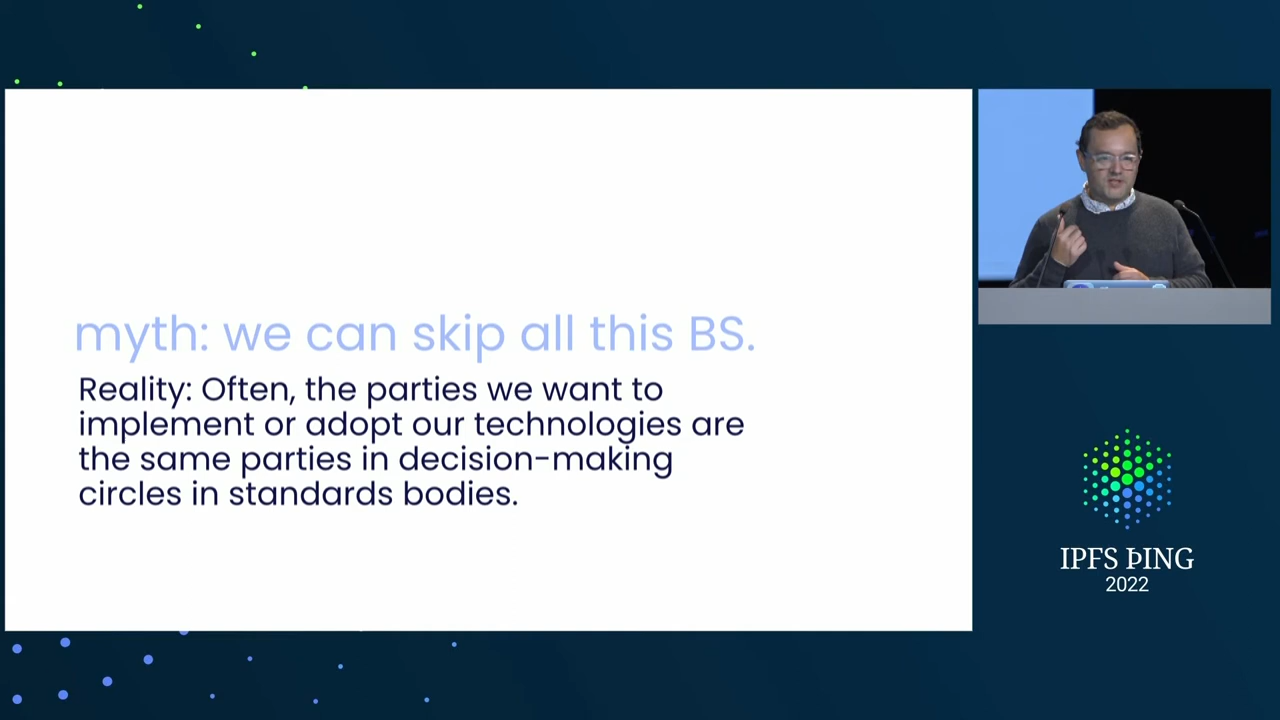 myth: we can skip all this BS.
Reality: Often, the parties we want to
implement or adopt our technologies are
the same parties in decision-making
circles in standards bodies.
IPFS ÞING
2022